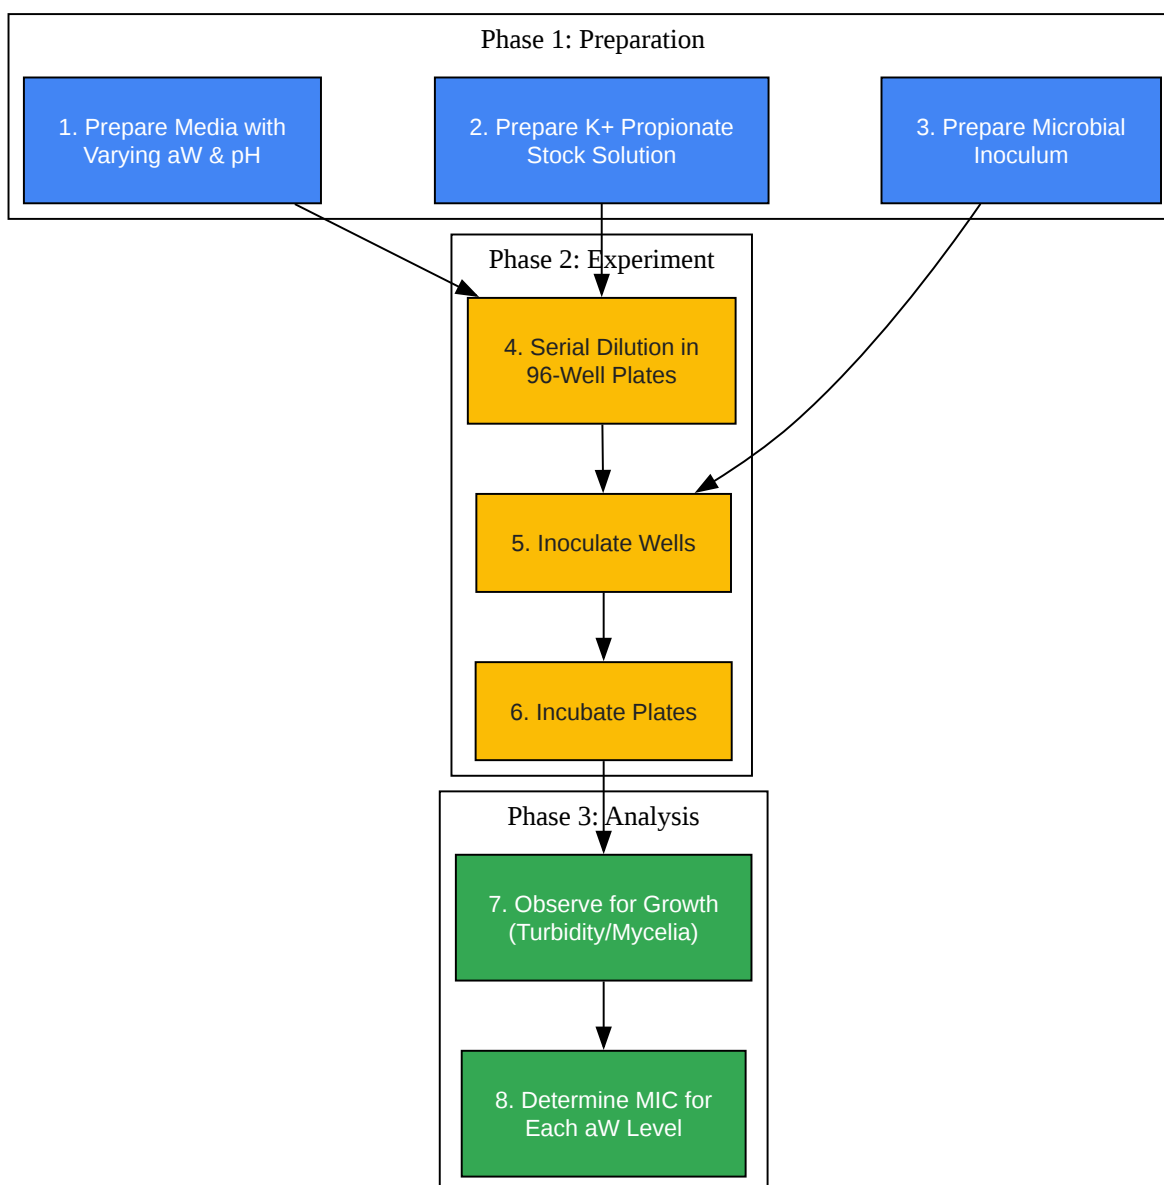 Phase 1: Preparation
1. Prepare Media with
Varying aW & pH
2. Prepare K+ Propionate
Stock Solution
3. Prepare Microbial
Inoculum
Phase 2: Experiment
4. Serial Dilution in
96-Well Plates
5. Inoculate Wells
6. Incubate Plates
Phase 3: Analysis
7. Observe for Growth
(Turbidity/Mycelia)
8. Determine MIC for
Each aW Level